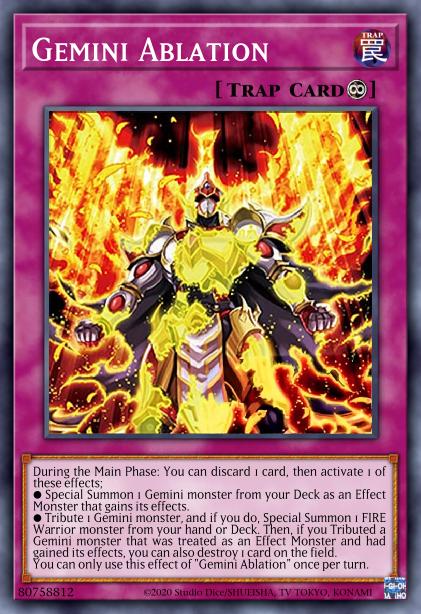 GEMINI ABLATION
TRAP
罠
[TRAP CARD]
During the Main Phase: You can discard 1 card, then activate 1 of
these effects;
● Special Summon 1 Gemini monster from your Deck as an Effect
Monster that gains its effects.
● Tribute 1 Gemini monster, and if you do, Special Summon 1 FIRE
Warrior monster from your hand or Deck. Then, if you Tributed a
Gemini monster that was treated as an Effect Monster and had
gained its effects, you can also destroy 1 card on the field.
You can only use this effect of "Gemini Ablation" once per turn.
80758812
©2020 Studio Dice/SHUEISHA, TV TOKYO, KONAMI